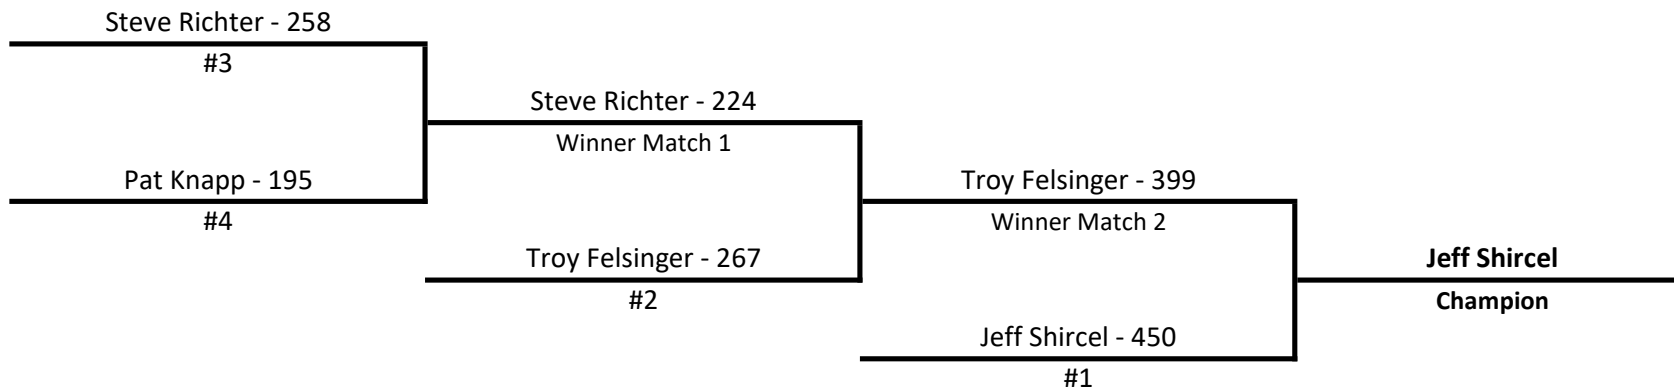 Steve Richter - 258
#3
Steve Richter - 224
Winner Match 1
Pat Knapp - 195
#4
Troy Felsinger - 399
Winner Match 2
Troy Felsinger - 267
#2
Jeff Shircel
Champion
Jeff Shircel - 450
#1